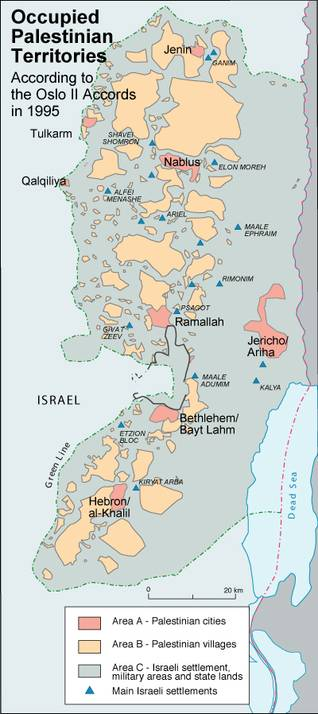 Occupied
Palestinian
Territories
According to
the Oslo II Accords
in 1995
Jenin
GANIM
Tulkarm
SHAVEI
SHOMRON
Nablus
ELON MOREH
Qalqiliya
ALFEI
MENASHE
ARIEL
MAALE
EPHRAIM
RIMONIM
PSAGOT
Ramallah
GIVAT
ZEEV
Jericho/
Ariha
MAALE
ADUMIM
KALYA
ISRAEL
Bethlehem/
Bayt Lahm
ETZION
BLOC
Green Line
KIRYAT ARBA
Hebron/
al-Khalil
Dead Sea
0 20 km
Area A - Palestinian cities
Area B - Palestinian villages
Area C - Israeli settlement,
military areas and state lands
Main Israeli settlements